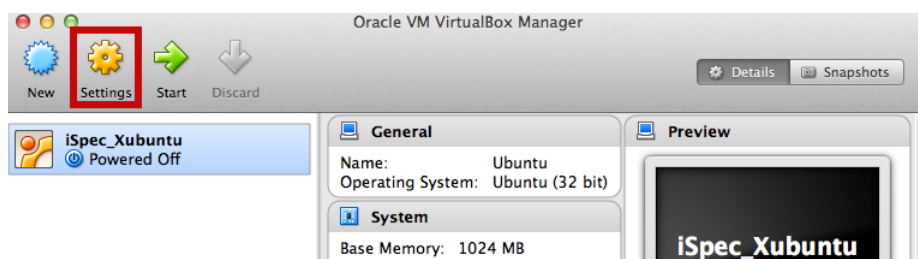 Oracle VM VirtualBox Manager
New Settings Start Discard
Details Snapshots
iSpec_Xubuntu
Powered Off
General
Name: Ubuntu
Operating System: Ubuntu (32 bit)
System
Base Memory: 1024 MB
Preview
iSpec_Xubuntu